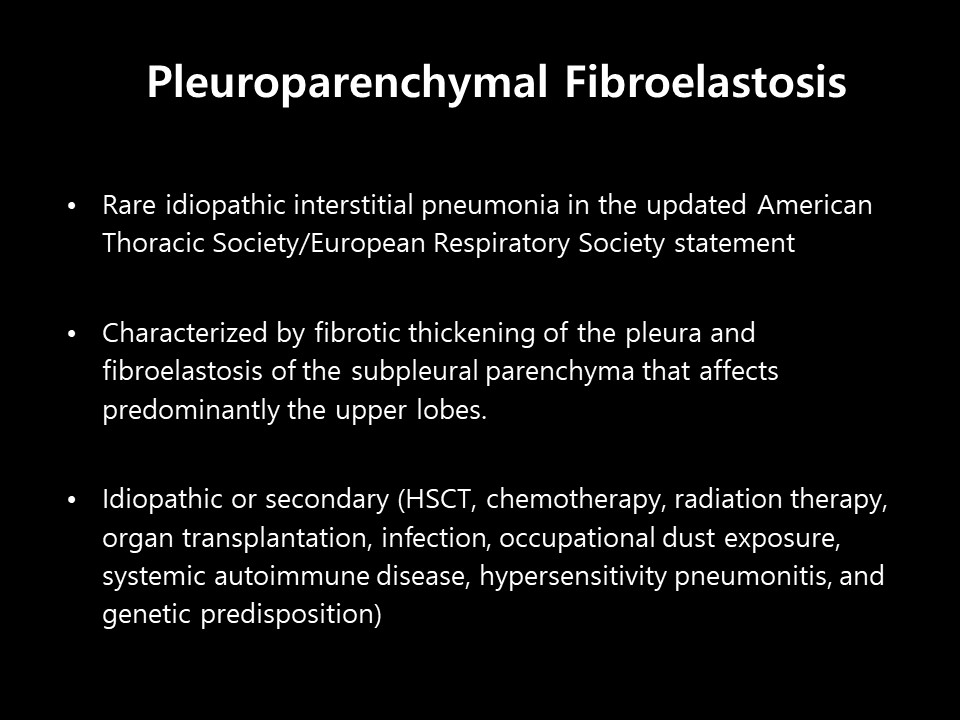 Pleuroparenchymal Fibroelastosis
• Rare idiopathic interstitial pneumonia in the updated American
Thoracic Society/European Respiratory Society statement
• Characterized by fibrotic thickening of the pleura and
fibroelastosis of the subpleural parenchyma that affects
predominantly the upper lobes.
• Idiopathic or secondary (HSCT, chemotherapy, radiation therapy,
organ transplantation, infection, occupational dust exposure,
systemic autoimmune disease, hypersensitivity pneumonitis, and
genetic predisposition)